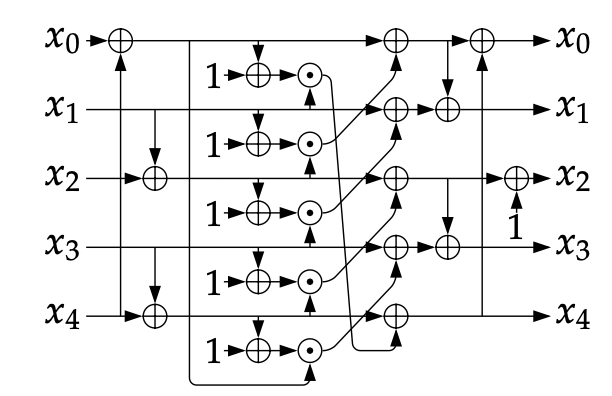 x₀ x₀
1
x₁ x₁
1
x₂ x₂
1 1
x₃ x₃
1
x₄ x₄
1